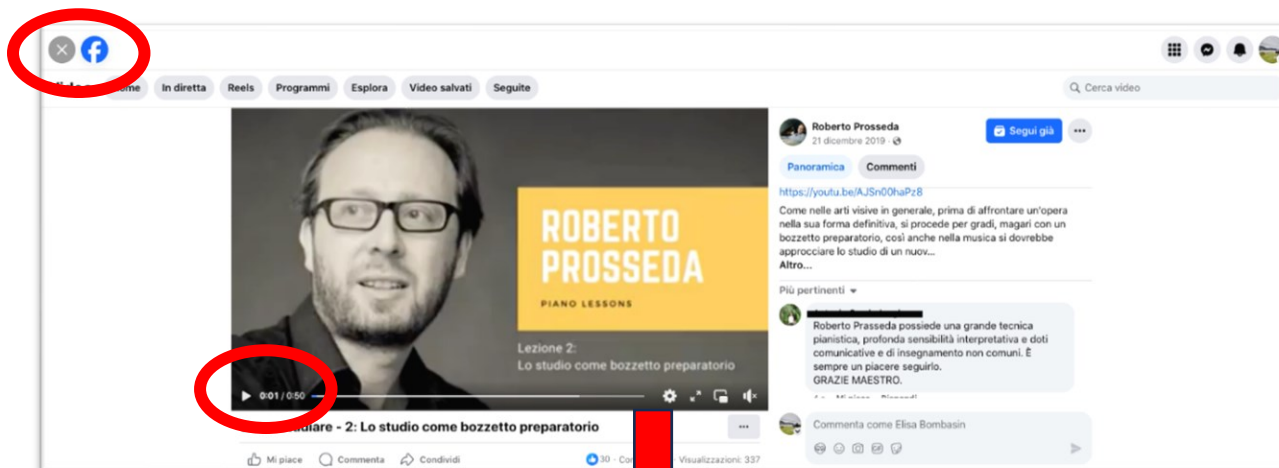 In diretta Reels Programmi Esplora Video salvati Seguite
Cerca video
ROBERTO
PROSSEDA
PIANO LESSONS
Lezione 2:
Lo studio come bozzetto preparatorio
0:01 / 0:50
- 2: Lo studio come bozzetto preparatorio
Mi piace Commenta Condividi
30 · Visualizzazioni: 337
Roberto Prosseda
21 dicembre 2019
Segui già
Panoramica Commenti
https://youtu.be/AJSn00haPz8
Come nelle arti visive in generale, prima di affrontare un'opera
nella sua forma definitiva, si procede per gradi, magari con un
bozzetto preparatorio, così anche nella musica si dovrebbe
approcciare lo studio di un nuov...
Altro...
Più pertinenti
Roberto Prasseda possiede una grande tecnica
pianistica, profonda sensibilità interpretativa e doti
comunicative e di insegnamento non comuni. È
sempre un piacere seguirlo.
GRAZIE MAESTRO.
Commenta come Elisa Bombasin